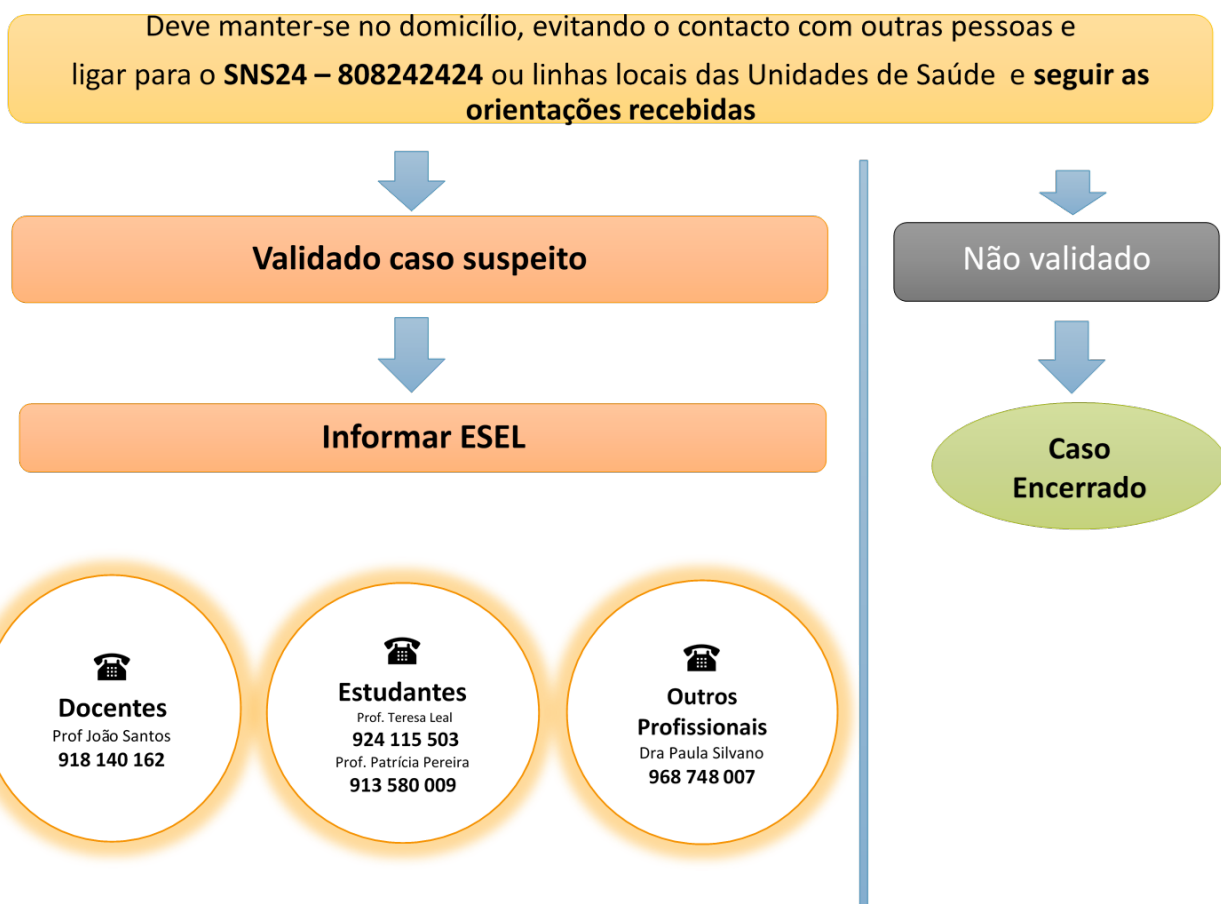 Deve manter-se no domicílio, evitando o contacto com outras pessoas e
ligar para o SNS24 – 808242424 ou linhas locais das Unidades de Saúde e seguir as
orientações recebidas
Validado caso suspeito
Não validado
Informar ESEL
Caso
Encerrado
☎
Docentes
Prof João Santos
918 140 162
☎
Estudantes
Prof. Teresa Leal
924 115 503
Prof. Patrícia Pereira
913 580 009
☎
Outros
Profissionais
Dra Paula Silvano
968 748 007